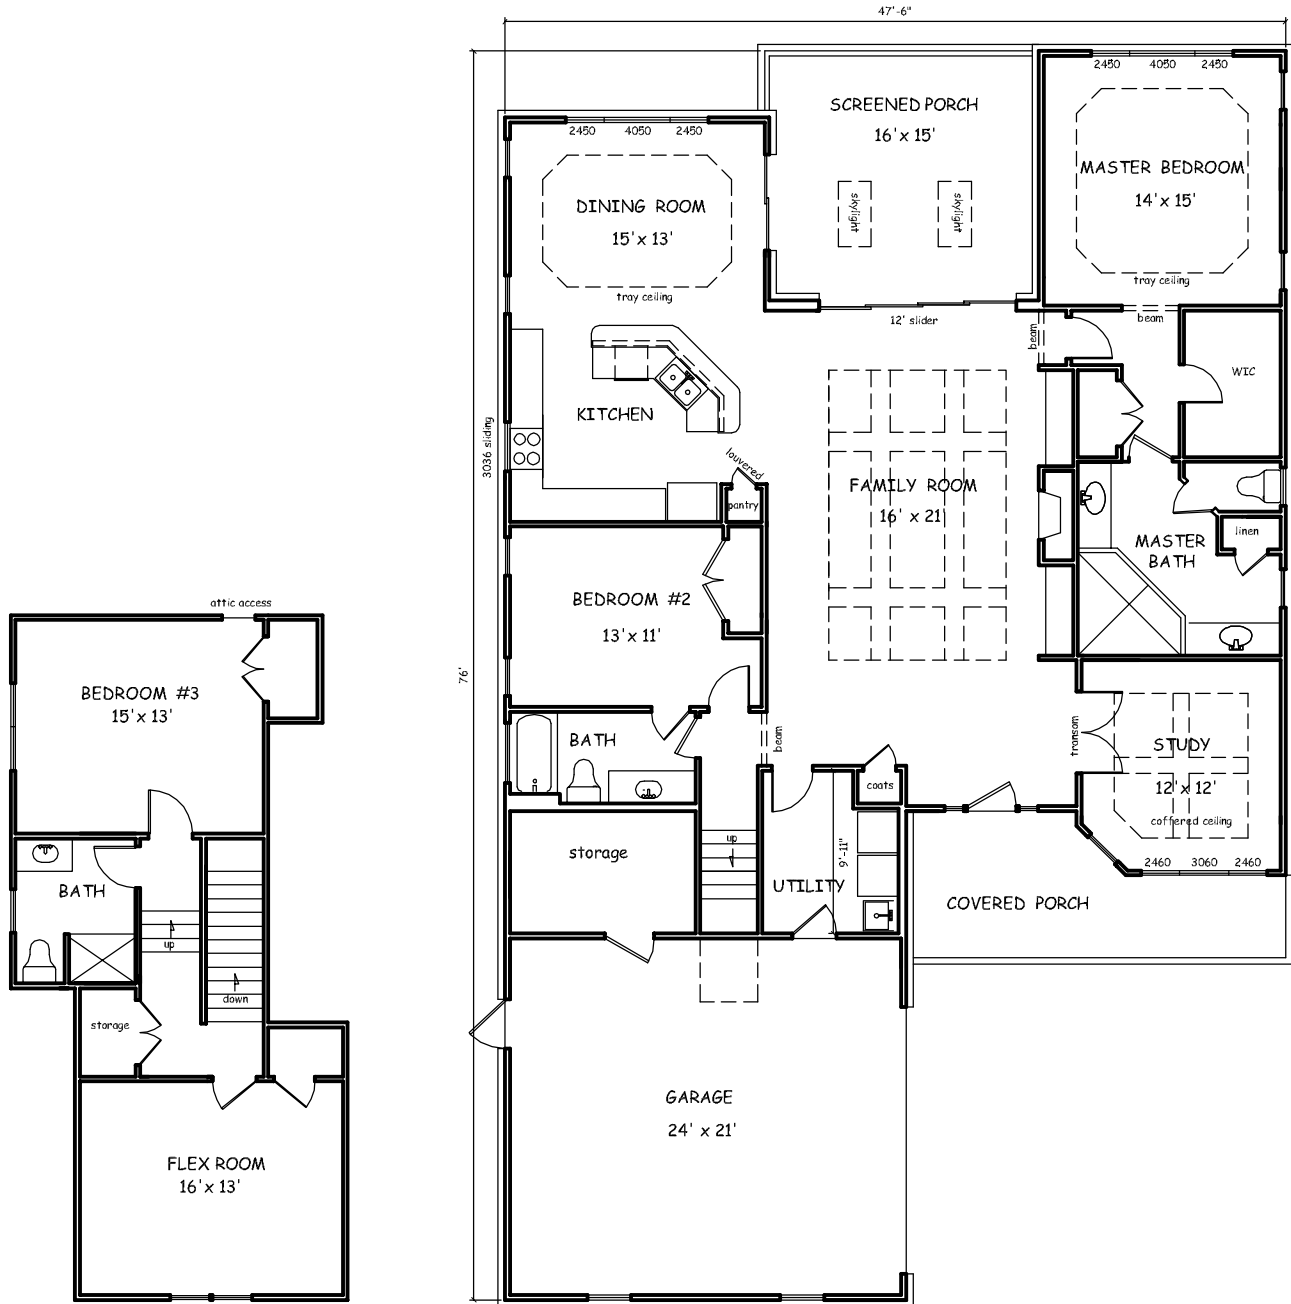 47'-6"
2450 4050 2450
SCREENED PORCH
16' x 15'
skylight
skylight
MASTER BEDROOM
14' x 15'
tray ceiling
beam
2450 4050 2450
DINING ROOM
15' x 13'
tray ceiling
12' slider
beam
WIC
KITCHEN
3036 sliding
louvered
pantry
FAMILY ROOM
16' x 21'
linen
MASTER
BATH
BEDROOM #2
13' x 11'
76'
BATH
beam
transom
STUDY
12' x 12'
coffered ceiling
2460 3060 2460
coats
storage
up
9'-11"
UTILITY
COVERED PORCH
GARAGE
24' x 21'
attic access
BEDROOM #3
15' x 13'
BATH
up
down
storage
FLEX ROOM
16' x 13'